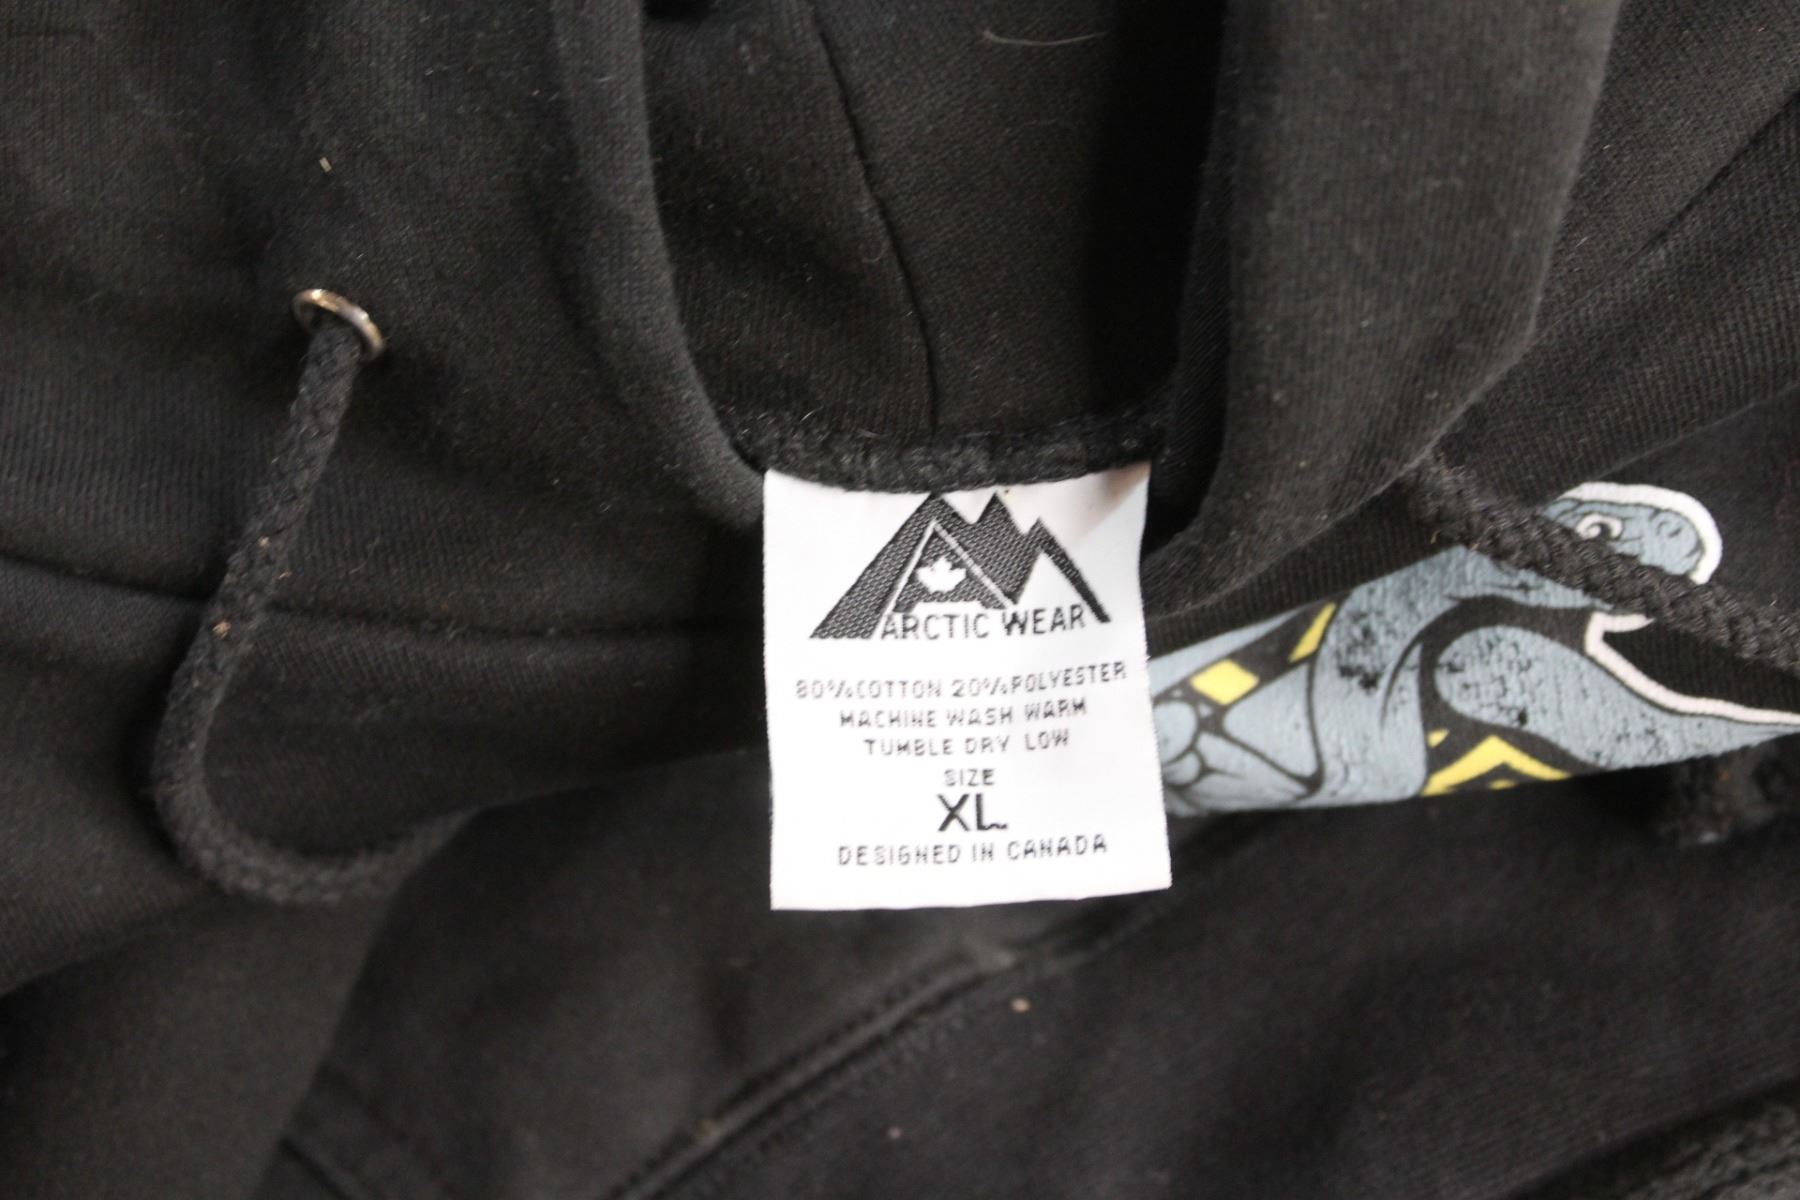 ARCTIC WEAR
80% COTTON 20% POLYESTER
MACHINE WASH WARM
TUMBLE DRY LOW
SIZE
XL
DESIGNED IN CANADA